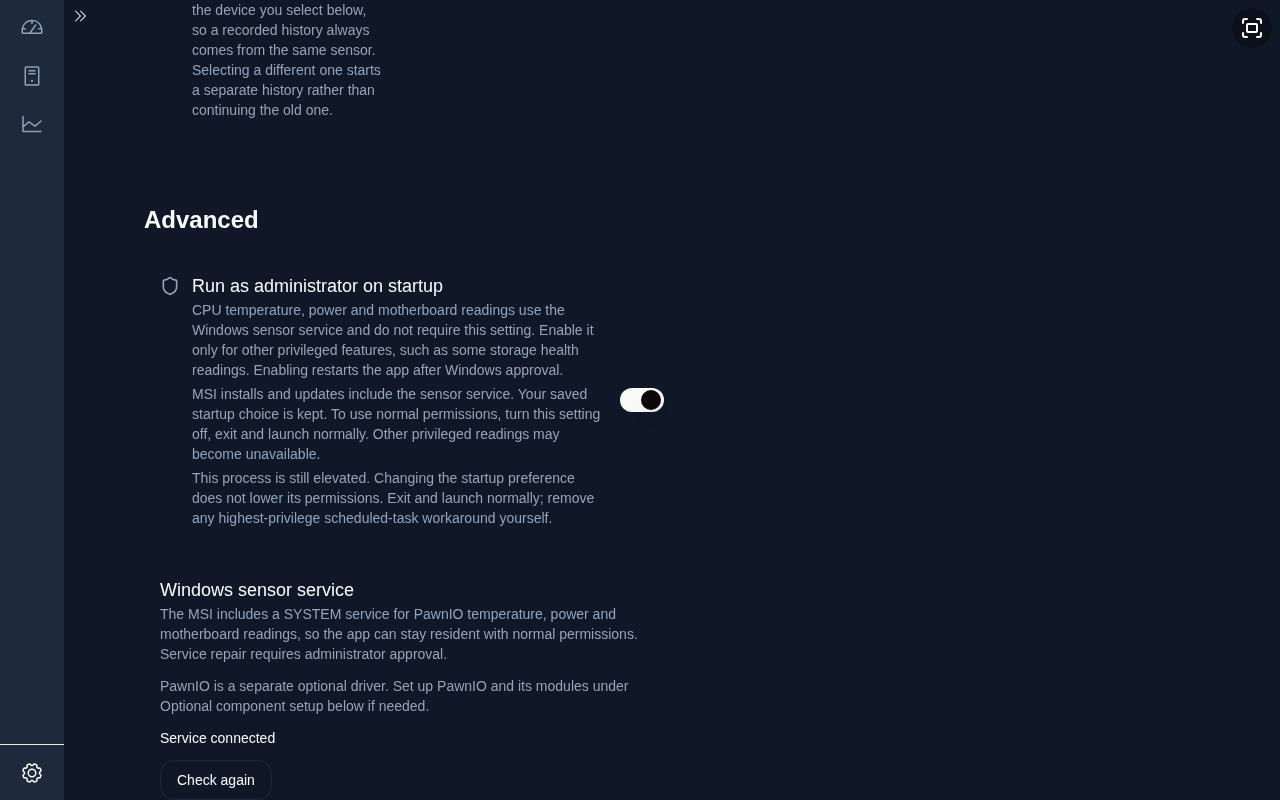 the device you select below,
so a recorded history always
comes from the same sensor.
Selecting a different one starts
a separate history rather than
continuing the old one.
Advanced
Run as administrator on startup
CPU temperature, power and motherboard readings use the
Windows sensor service and do not require this setting. Enable it
only for other privileged features, such as some storage health
readings. Enabling restarts the app after Windows approval.
MSI installs and updates include the sensor service. Your saved
startup choice is kept. To use normal permissions, turn this setting
off, exit and launch normally. Other privileged readings may
become unavailable.
This process is still elevated. Changing the startup preference
does not lower its permissions. Exit and launch normally; remove
any highest-privilege scheduled-task workaround yourself.
Windows sensor service
The MSI includes a SYSTEM service for PawnIO temperature, power and
motherboard readings, so the app can stay resident with normal permissions.
Service repair requires administrator approval.
PawnIO is a separate optional driver. Set up PawnIO and its modules under
Optional component setup below if needed.
Service connected
Check again